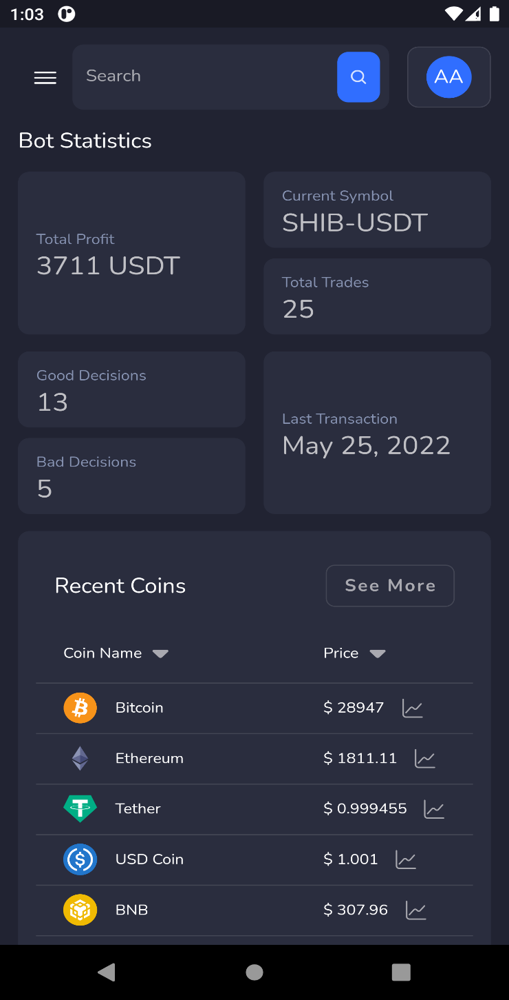 1:03
Search
AA
Bot Statistics
Total Profit
3711 USDT
Current Symbol
SHIB-USDT
Total Trades
25
Good Decisions
13
Bad Decisions
5
Last Transaction
May 25, 2022
Recent Coins
See More
Coin Name Price
Bitcoin $ 28947
Ethereum $ 1811.11
Tether $ 0.999455
USD Coin $ 1.001
BNB $ 307.96